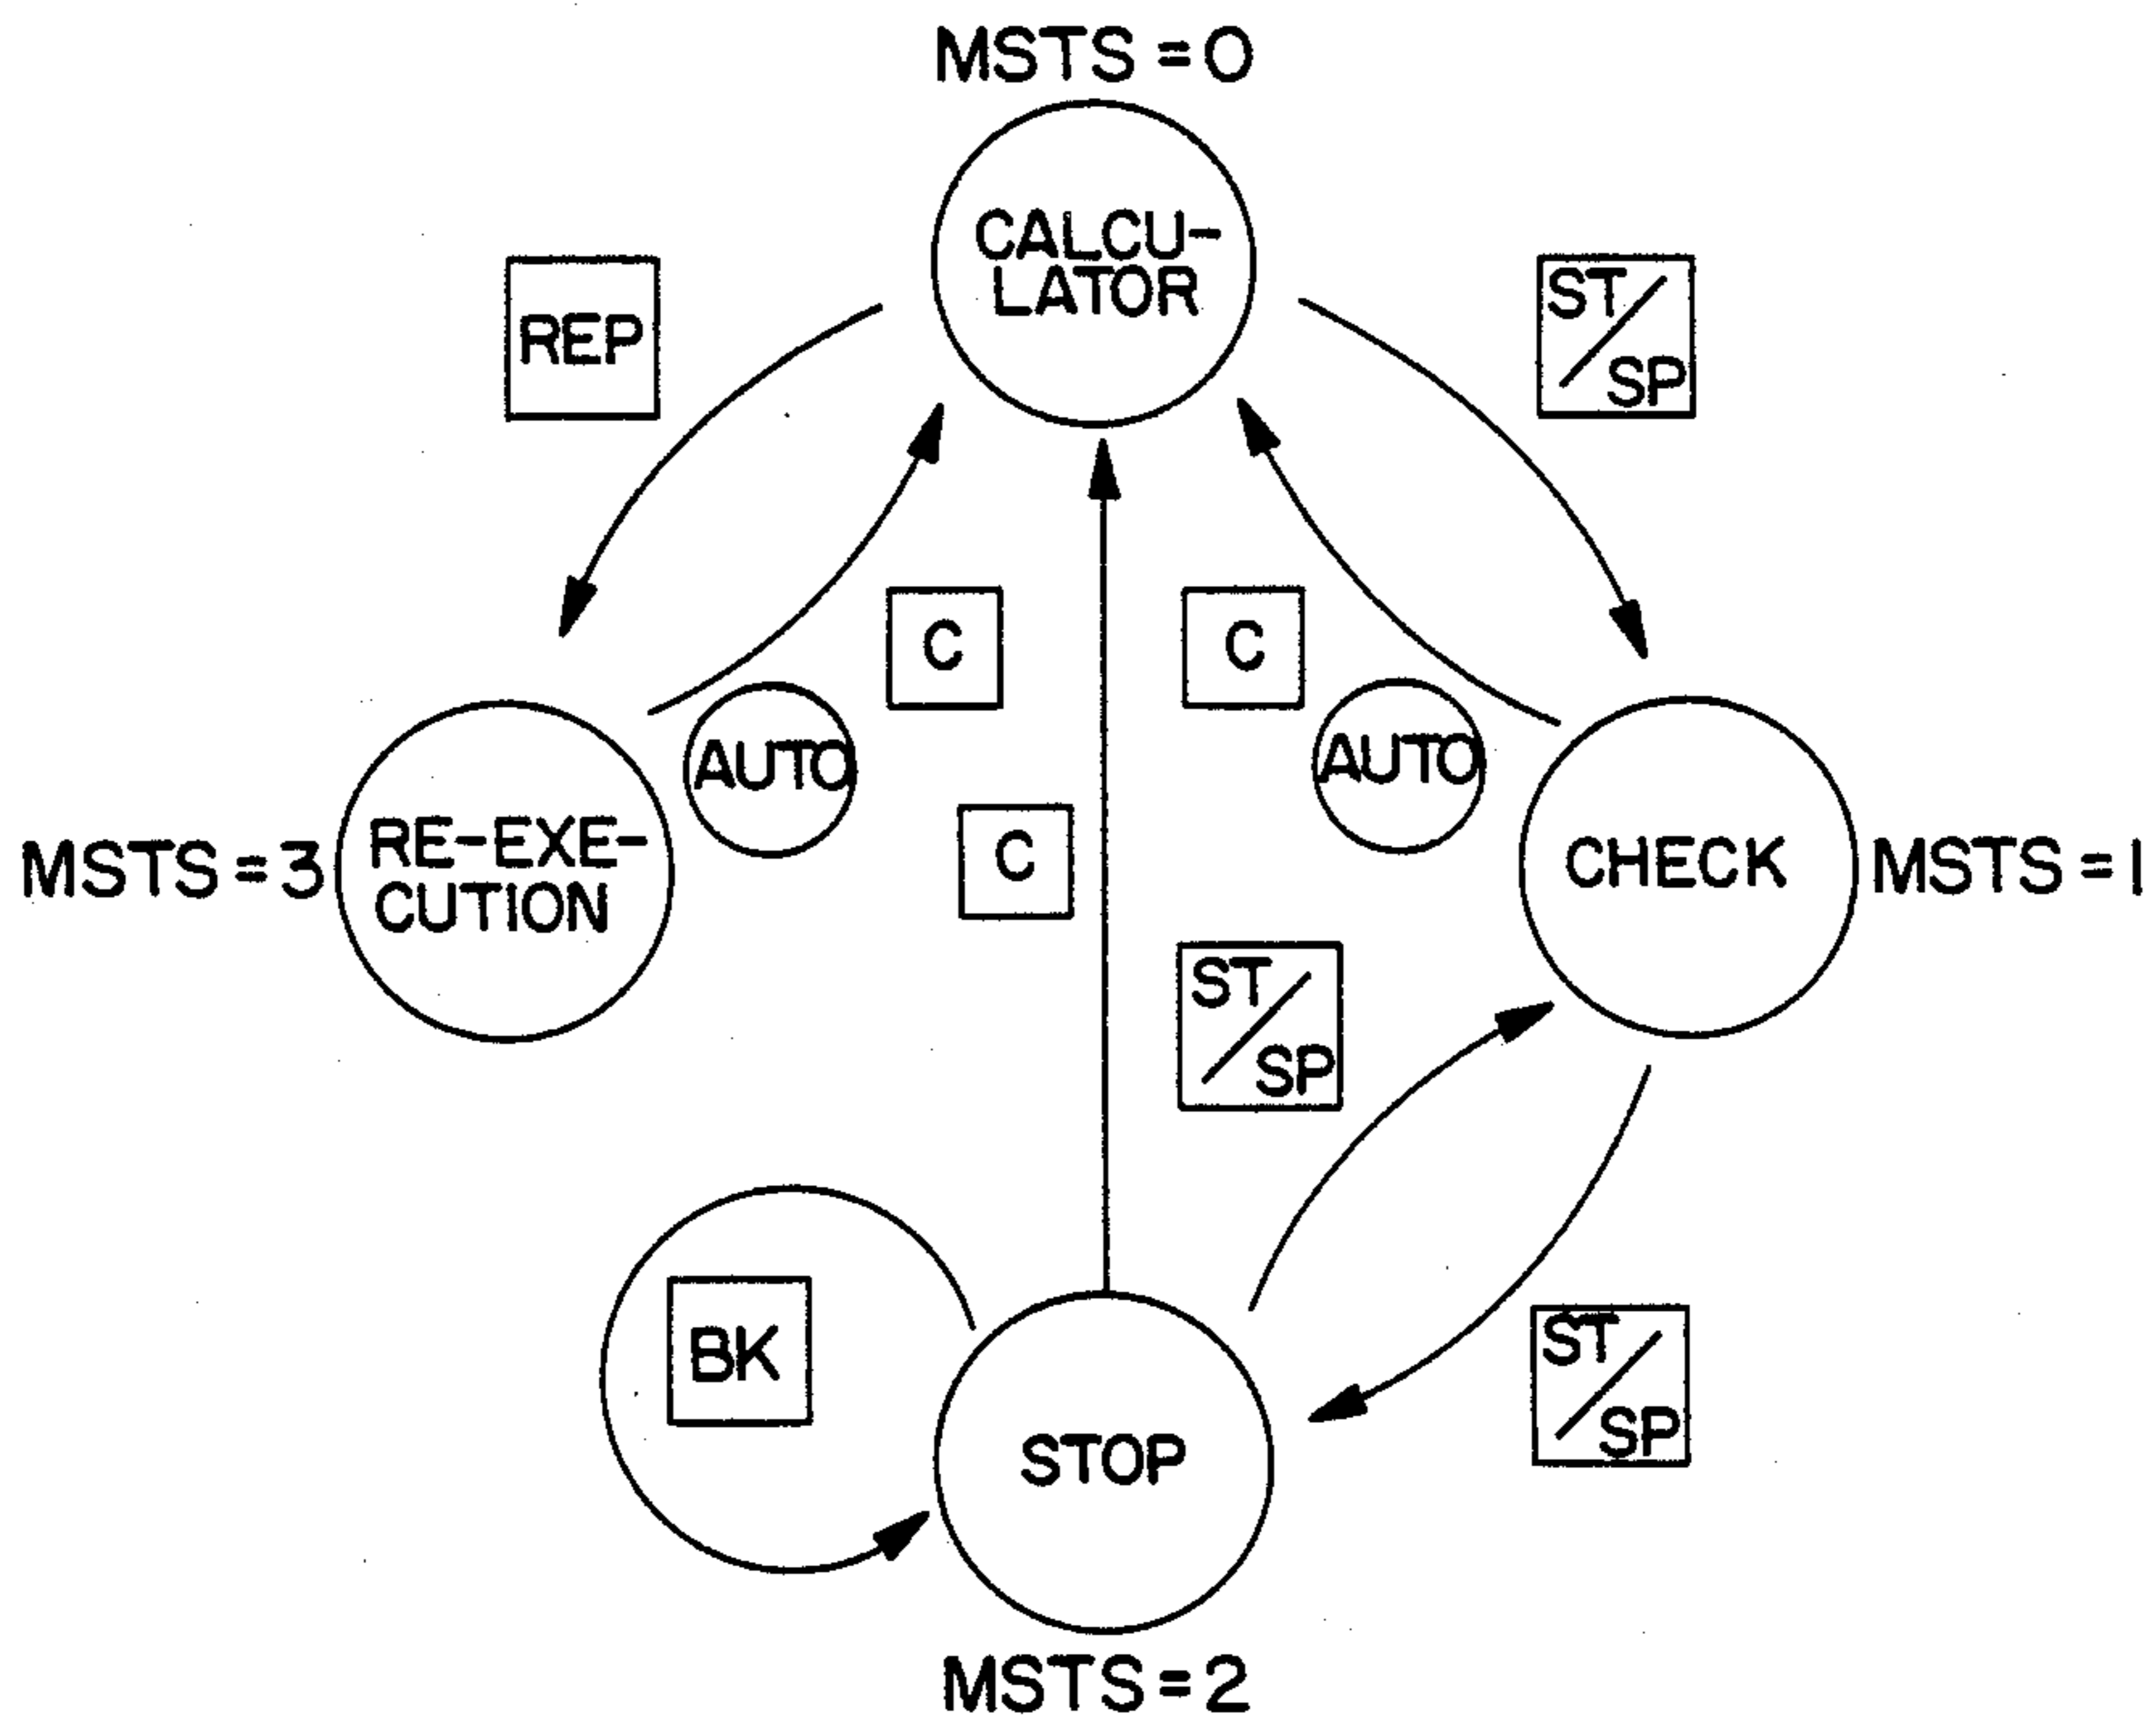 MSTS=0
CALCU-
LATOR
REP
ST/
SP
C
C
AUTO
AUTO
MSTS=3
RE-EXE-
CUTION
C
CHECK
MSTS=1
ST/
SP
BK
ST/
SP
STOP
MSTS=2